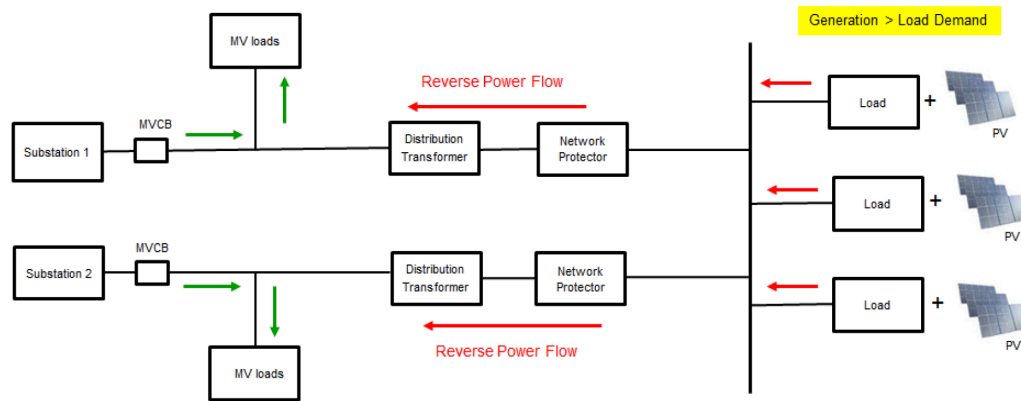 Generation > Load Demand
MV loads
Reverse Power Flow
MVCB
Substation 1
Distribution
Transformer
Network
Protector
Load
+
PV
Load
+
PV
MVCB
Substation 2
Distribution
Transformer
Network
Protector
Load
+
PV
Reverse Power Flow
MV loads